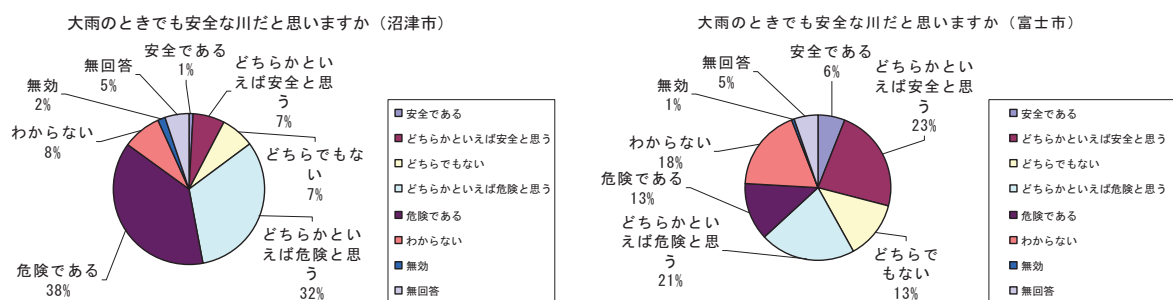 大雨のときでも安全な川だと思いますか（沼津市）
安全である
1%
どちらかとい
えば安全と思
う
7%
どちらでもな
い
7%
どちらかとい
えば危険と思
う
32%
危険である
38%
わからない
8%
無効
2%
無回答
5%
安全である
どちらかといえば安全と思う
どちらでもない
どちらかといえば危険と思う
危険である
わからない
無効
無回答
大雨のときでも安全な川だと思いますか（富士市）
安全である
6%
どちらかとい
えば安全と思
う
23%
どちらで
もない
13%
どちらかとい
えば危険と思
う
21%
危険である
13%
わからない
18%
無効
1%
無回答
5%
安全である
どちらかといえば安全と思う
どちらでもない
どちらかといえば危険と思う
危険である
わからない
無効
無回答